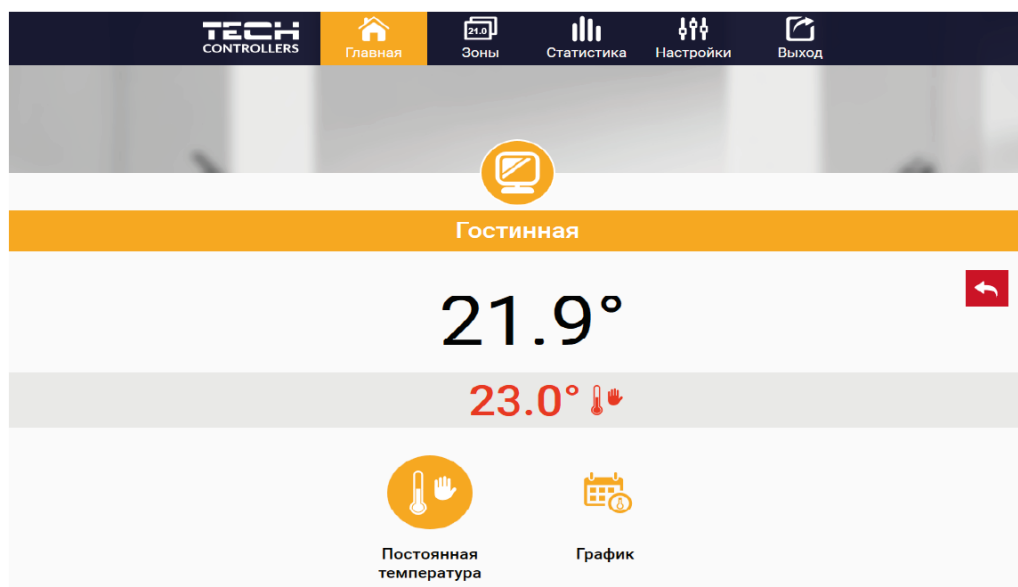 TECH
CONTROLLERS
Главная
21.0
Зоны
Статистика
Настройки
Выход
Гостинная
21.9°
23.0°
Постоянная
температура
График